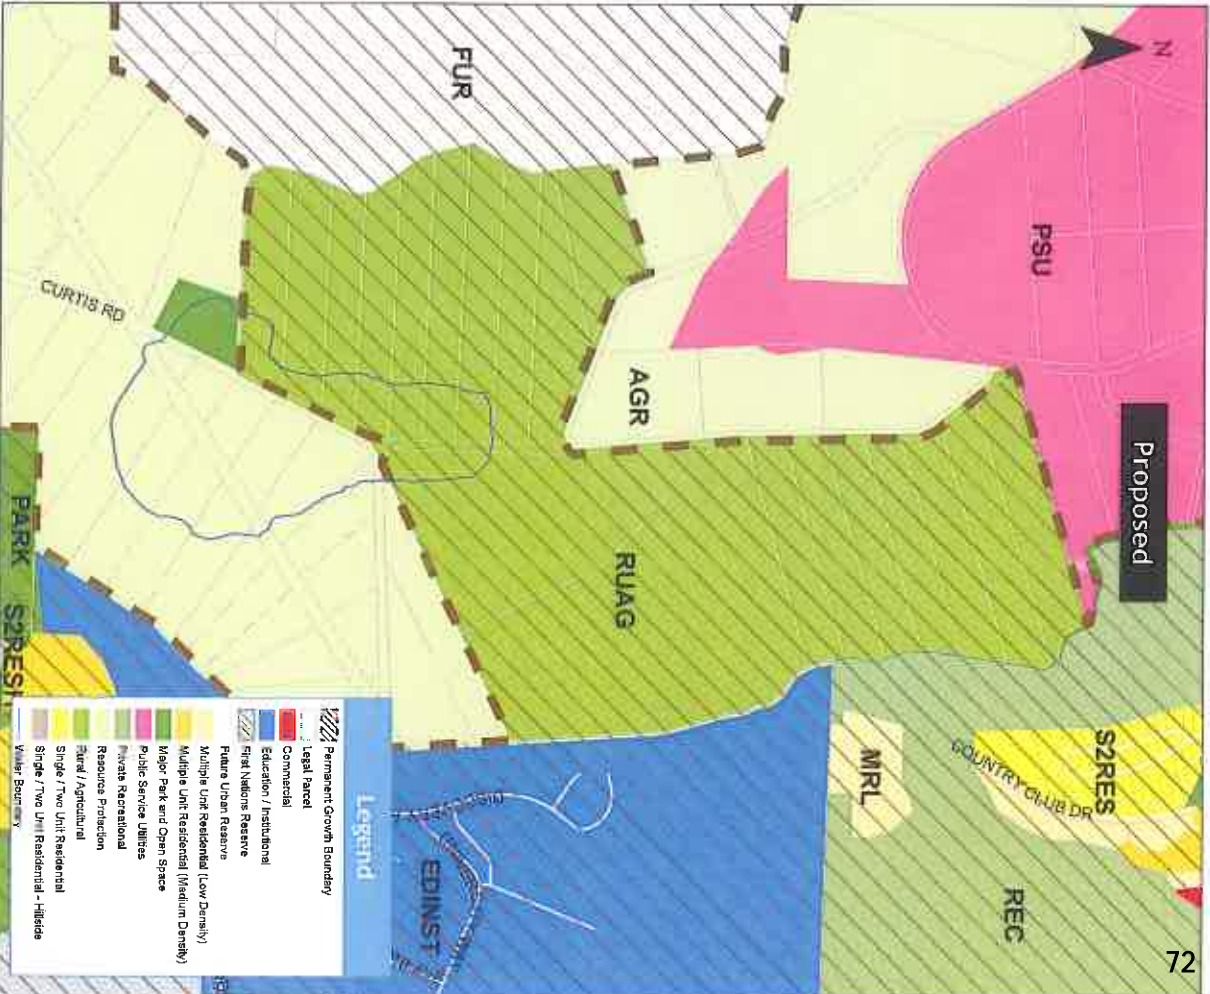 N
Proposed
PSU
FUR
AGR
RUAG
CURTIS RD
S2RES
COUNTRY CLUB DR
MRL
REC
EDINST
PARK
S2RES
Legend
Permanent Growth Boundary
Legal Parcel
Commercial
Education / Institutional
First Nations Reserve
Future Urban Reserve
Multiple Unit Residential (Low Density)
Multiple Unit Residential (Medium Density)
Major Park and Open Space
Public Service Utilities
Private Recreational
Resource Protection
Rural / Agricultural
Single / Two Unit Residential
Single / Two Unit Residential - Hillside
Water Boundary
72